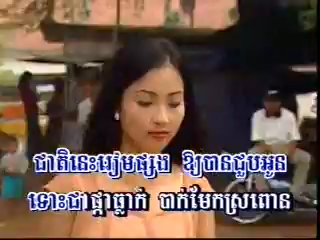 ជាតិនេះរៀមផ្សង ឱ្យបានជួបអូន
ទោះជាផ្កាធ្លាក់ បាក់មែកស្រពោន